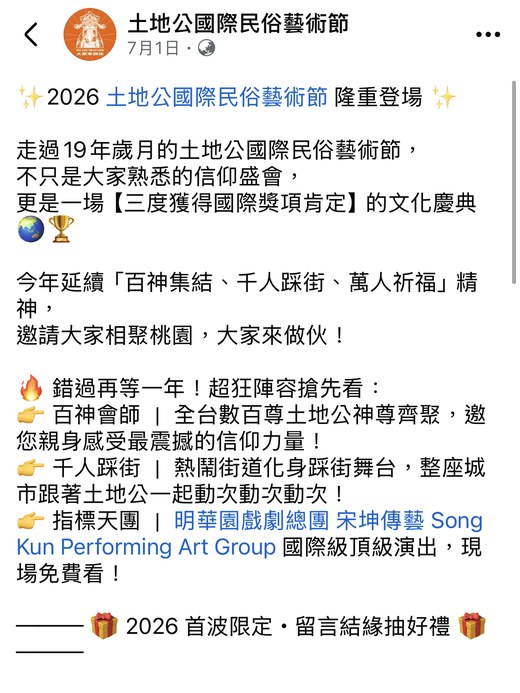 土地公國際民俗藝術節
7月1日·
✨2026 土地公國際民俗藝術節 隆重登場 ✨
走過19年歲月的土地公國際民俗藝術節，
不只是大家熟悉的信仰盛會，
更是一場【三度獲得國際獎項肯定】的文化慶典
🌏🏆
今年延續「百神集結、千人踩街、萬人祈福」精
神，
邀請大家相聚桃園，大家來做伙！
🔥 錯過再等一年！超狂陣容搶先看：
👉 百神會師 | 全台數百尊土地公神尊齊聚，邀
您親身感受最震撼的信仰力量！
👉 千人踩街 | 熱鬧街道化身踩街舞台，整座城
市跟著土地公一起動次動次動次！
👉 指標天團 | 明華園戲劇總團 宋坤傳藝 Song
Kun Performing Art Group 國際級頂級演出，現
場免費看！
——— 🎁 2026 首波限定・留言結緣抽好禮 🎁
———